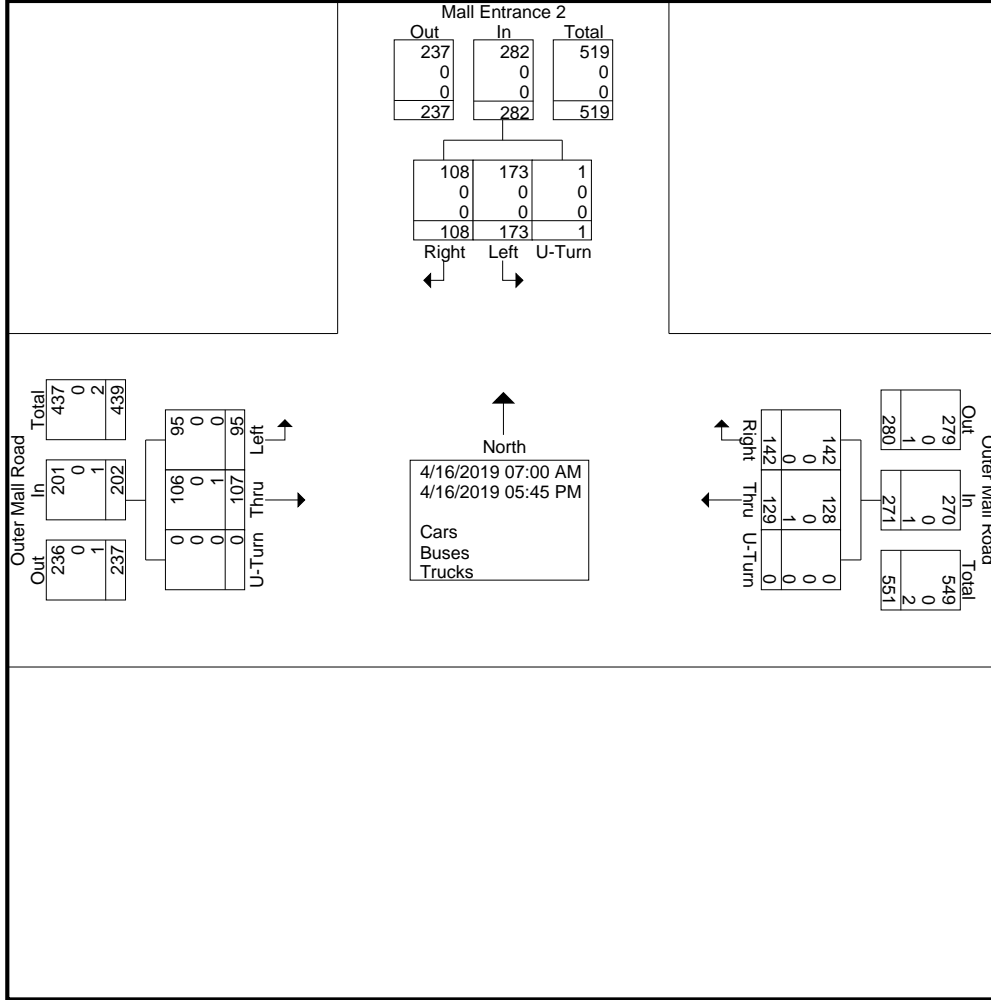 Mall Entrance 2
Out In Total
237 282 519
0 0 0
0 0 0
237 282 519
108 173 1
0 0 0
0 0 0
108 173 1
Right Left U-Turn
Outer Mall Road
Total In Out
437 201 236
0 0 0
2 1 1
439 202 237
95 106 0
0 0 0
0 1 0
95 107 0
Left Thru U-Turn
North
4/16/2019 07:00 AM
4/16/2019 05:45 PM
Cars
Buses
Trucks
Right Thru U-Turn
142 128 0
0 0 0
0 1 0
142 129 0
Outer Mall Road
Out In Total
279 270 549
0 0 0
1 1 2
280 271 551